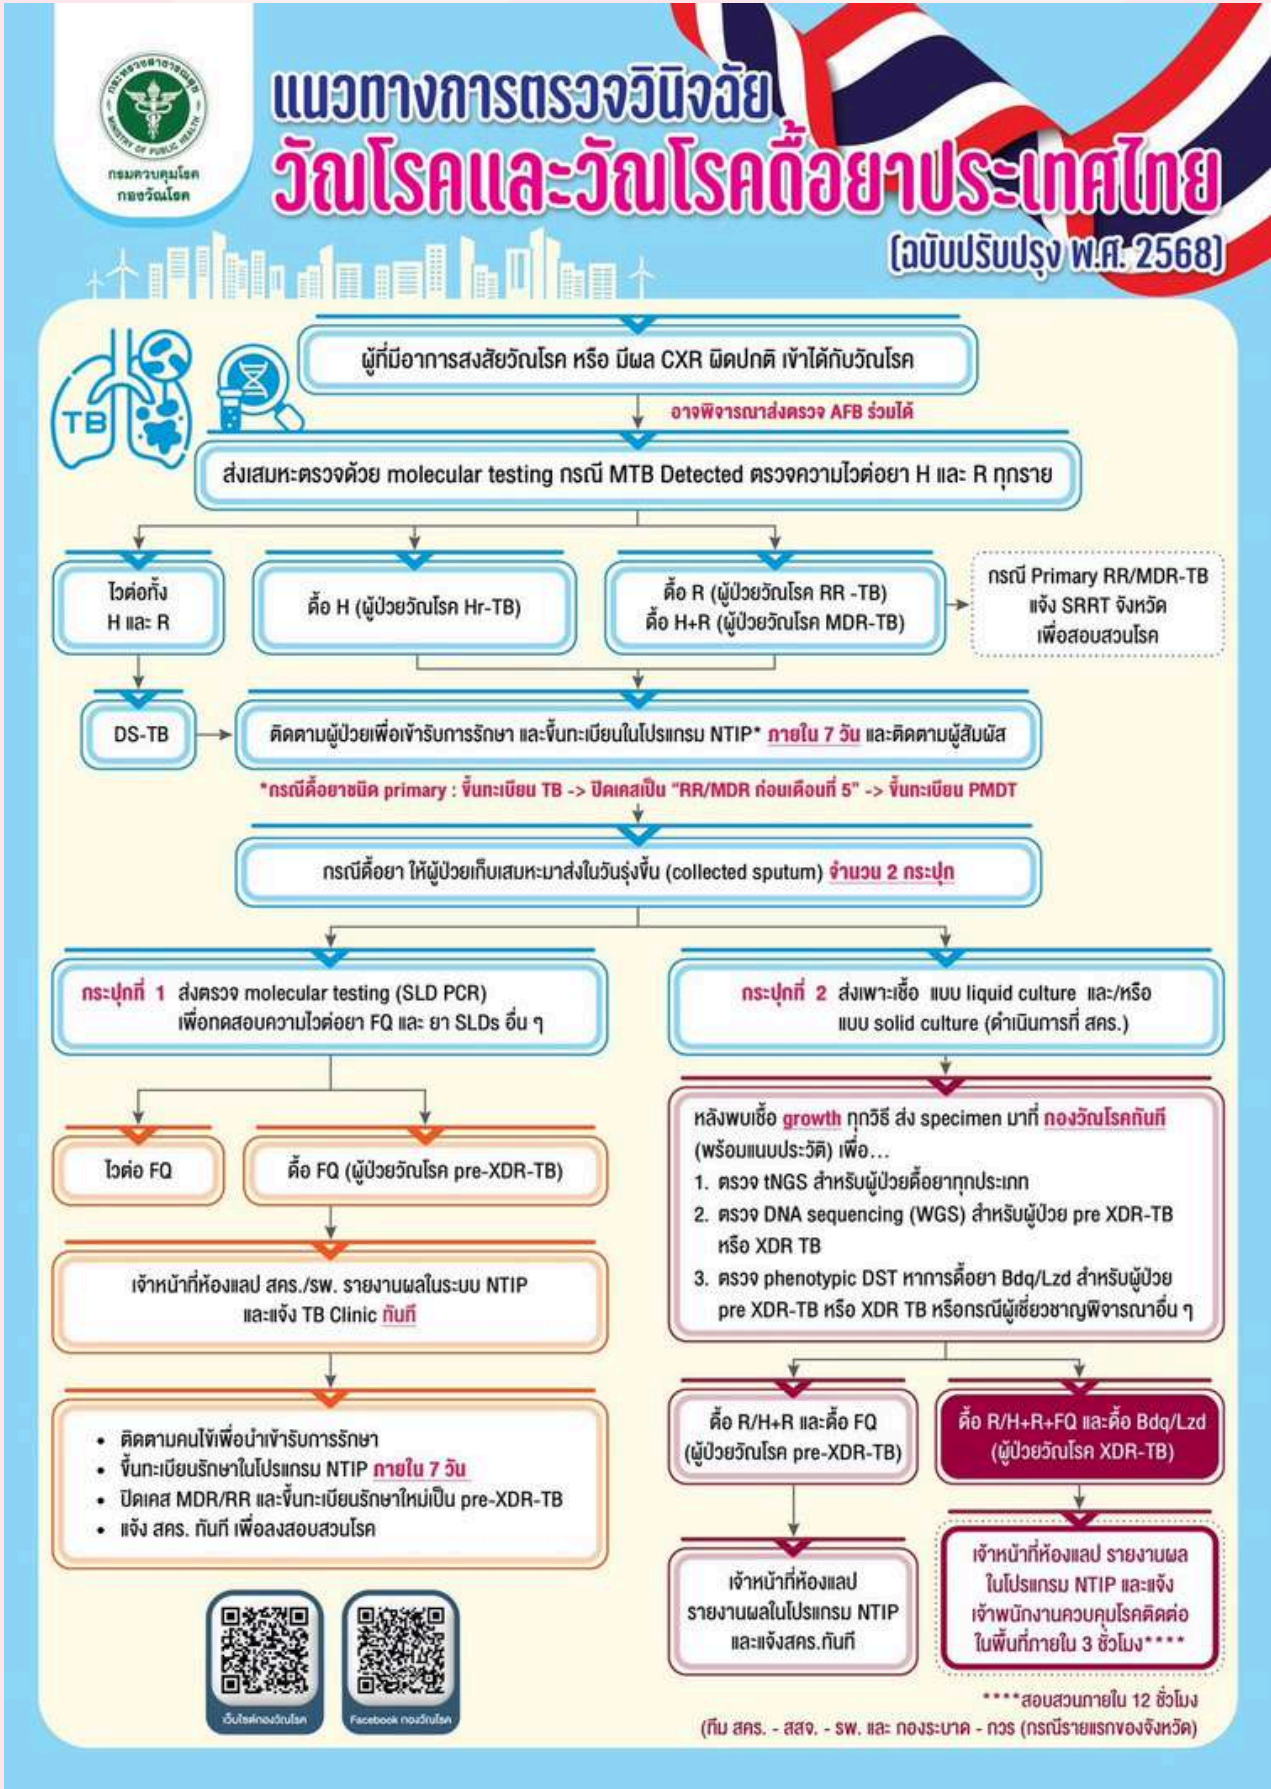 กระทรวงสาธารณสุข
MINISTRY OF PUBLIC HEALTH
กรมควบคุมโรค
กองวัณโรค
แนวทางการตรวจวินิจฉัย
วัณโรคและวัณโรคดื้อยาประเทศไทย
(ฉบับปรับปรุง พ.ศ. 2568)
TB
ผู้ที่มีอาการสงสัยวัณโรค หรือ มีผล CXR ผิดปกติ เข้าได้กับวัณโรค
อาจพิจารณาส่งตรวจ AFB ร่วมได้
ส่งเสมหะตรวจด้วย molecular testing กรณี MTB Detected ตรวจความไวต่อยา H และ R ทุกราย
ไวต่อทั้ง
H และ R
ดื้อ H (ผู้ป่วยวัณโรค Hr-TB)
ดื้อ R (ผู้ป่วยวัณโรค RR -TB)
ดื้อ H+R (ผู้ป่วยวัณโรค MDR-TB)
กรณี Primary RR/MDR-TB
แจ้ง SRRT จังหวัด
เพื่อสอบสวนโรค
DS-TB
ติดตามผู้ป่วยเพื่อเข้ารับการรักษา และขึ้นทะเบียนในโปรแกรม NTIP* ภายใน 7 วัน และติดตามผู้สัมผัส
*กรณีดื้อยาชนิด primary : ขึ้นทะเบียน TB -> ปิดเคสเป็น "RR/MDR ก่อนเดือนที่ 5" -> ขึ้นทะเบียน PMDT
กรณีดื้อยา ให้ผู้ป่วยเก็บเสมหะมาส่งในวันรุ่งขึ้น (collected sputum) จำนวน 2 กระปุก
กระปุกที่ 1 ส่งตรวจ molecular testing (SLD PCR)
เพื่อทดสอบความไวต่อยา FQ และ ยา SLDs อื่น ๆ
กระปุกที่ 2 ส่งเพาะเชื้อ แบบ liquid culture และ/หรือ
แบบ solid culture (ดำเนินการที่ สคร.)
ไวต่อ FQ
ดื้อ FQ (ผู้ป่วยวัณโรค pre-XDR-TB)
เจ้าหน้าที่ห้องแลป สคร./รพ. รายงานผลในระบบ NTIP
และแจ้ง TB Clinic ทันที
• ติดตามคนไข้เพื่อนำเข้ารับการรักษา
• ขึ้นทะเบียนรักษาในโปรแกรม NTIP ภายใน 7 วัน
• ปิดเคส MDR/RR และขึ้นทะเบียนรักษาใหม่เป็น pre-XDR-TB
• แจ้ง สคร. ทันที เพื่อลงสอบสวนโรค
หลังพบเชื้อ growth ทุกวิธี ส่ง specimen มาที่ กองวัณโรคทันที
(พร้อมแนบประวัติ) เพื่อ...
1. ตรวจ tNGS สำหรับผู้ป่วยดื้อยาทุกประเภท
2. ตรวจ DNA sequencing (WGS) สำหรับผู้ป่วย pre XDR-TB
หรือ XDR TB
3. ตรวจ phenotypic DST หาการดื้อยา Bdq/Lzd สำหรับผู้ป่วย
pre XDR-TB หรือ XDR TB หรือกรณีผู้เชี่ยวชาญพิจารณาอื่น ๆ
ดื้อ R/H+R และดื้อ FQ
(ผู้ป่วยวัณโรค pre-XDR-TB)
ดื้อ R/H+R+FQ และดื้อ Bdq/Lzd
(ผู้ป่วยวัณโรค XDR-TB)
เจ้าหน้าที่ห้องแลป
รายงานผลในโปรแกรม NTIP
และแจ้งสคร.ทันที
เจ้าหน้าที่ห้องแลป รายงานผล
ในโปรแกรม NTIP และแจ้ง
เจ้าพนักงานควบคุมโรคติดต่อ
ในพื้นที่ภายใน 3 ชั่วโมง****
เว็บไซต์กองวัณโรค
Facebook กองวัณโรค
****สอบสวนภายใน 12 ชั่วโมง
(ทีม สคร. - สสจ. - รพ. และ กองระบาด - กวร (กรณีรายแรกของจังหวัด)